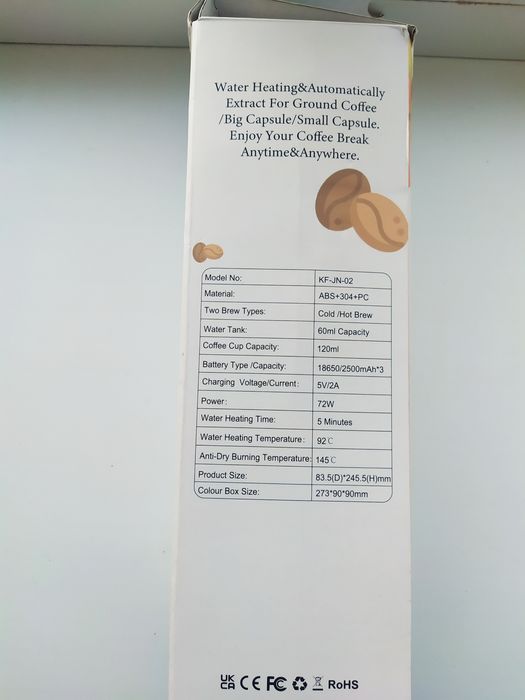 Water Heating&Automatically
Extract For Ground Coffee
/Big Capsule/Small Capsule.
Enjoy Your Coffee Break
Anytime&Anywhere.
Model No: KF-JN-02
Material: ABS+304+PC
Two Brew Types: Cold /Hot Brew
Water Tank: 60ml Capacity
Coffee Cup Capacity: 120ml
Battery Type /Capacity: 18650/2500mAh*3
Charging Voltage/Current: 5V/2A
Power: 72W
Water Heating Time: 5 Minutes
Water Heating Temperature: 92℃
Anti-Dry Burning Temperature: 145℃
Product Size: 83.5(D)*245.5(H)mm
Colour Box Size: 273*90*90mm
UK CA CE FC RoHS